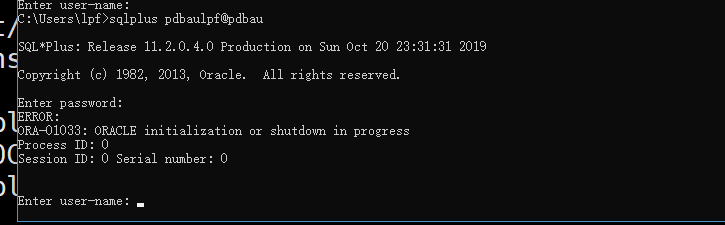 Enter user-name:
C:\Users\lpf>sqlplus pdbaulpf@pdbau
SQL*Plus: Release 11.2.0.4.0 Production on Sun Oct 20 23:31:31 2019
Copyright (c) 1982, 2013, Oracle.  All rights reserved.
Enter password:
ERROR:
ORA-01033: ORACLE initialization or shutdown in progress
Process ID: 0
Session ID: 0 Serial number: 0
Enter user-name: